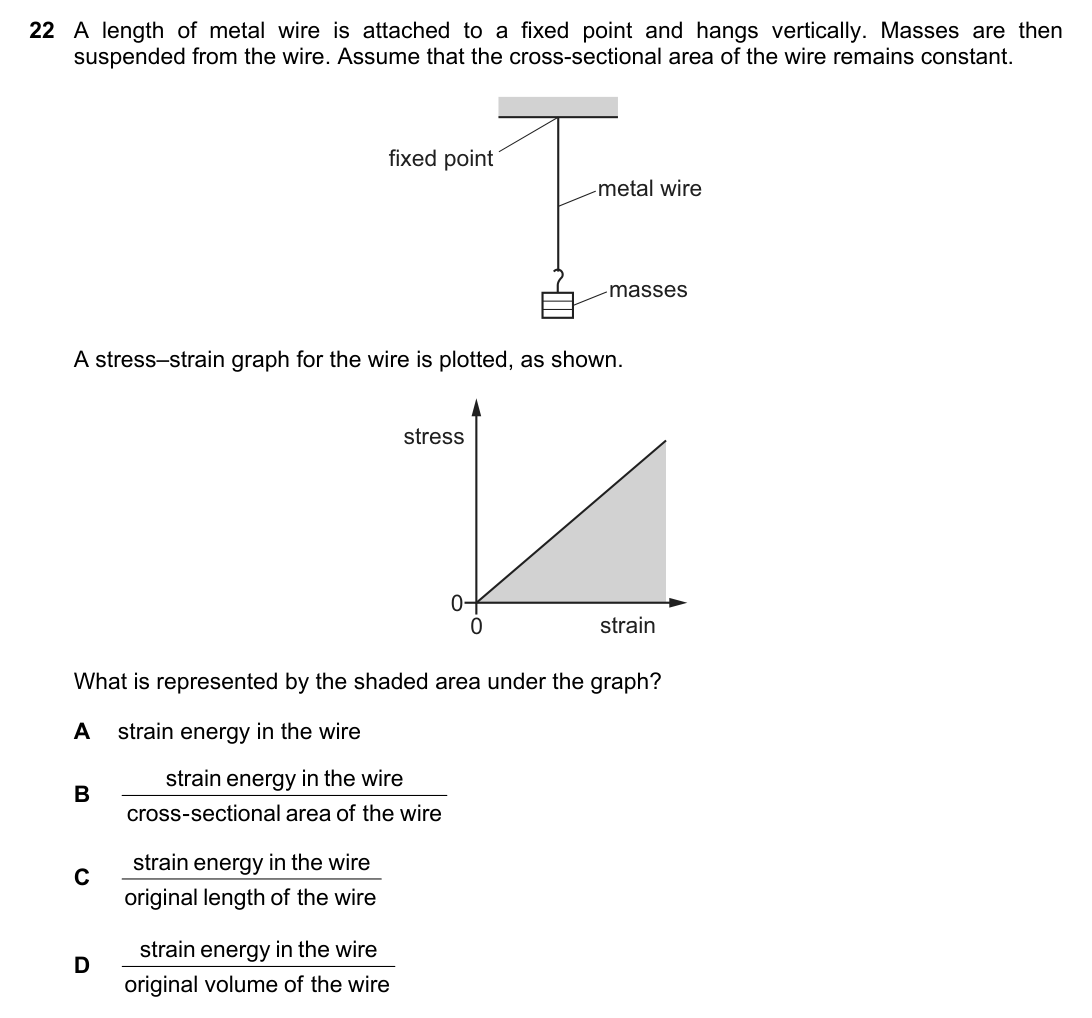 22 A length of metal wire is attached to a fixed point and hangs vertically. Masses are then
suspended from the wire. Assume that the cross-sectional area of the wire remains constant.
fixed point
metal wire
masses
A stress–strain graph for the wire is plotted, as shown.
stress
0
0
strain
What is represented by the shaded area under the graph?
A strain energy in the wire
B
strain energy in the wire
cross-sectional area of the wire
C
strain energy in the wire
original length of the wire
D
strain energy in the wire
original volume of the wire